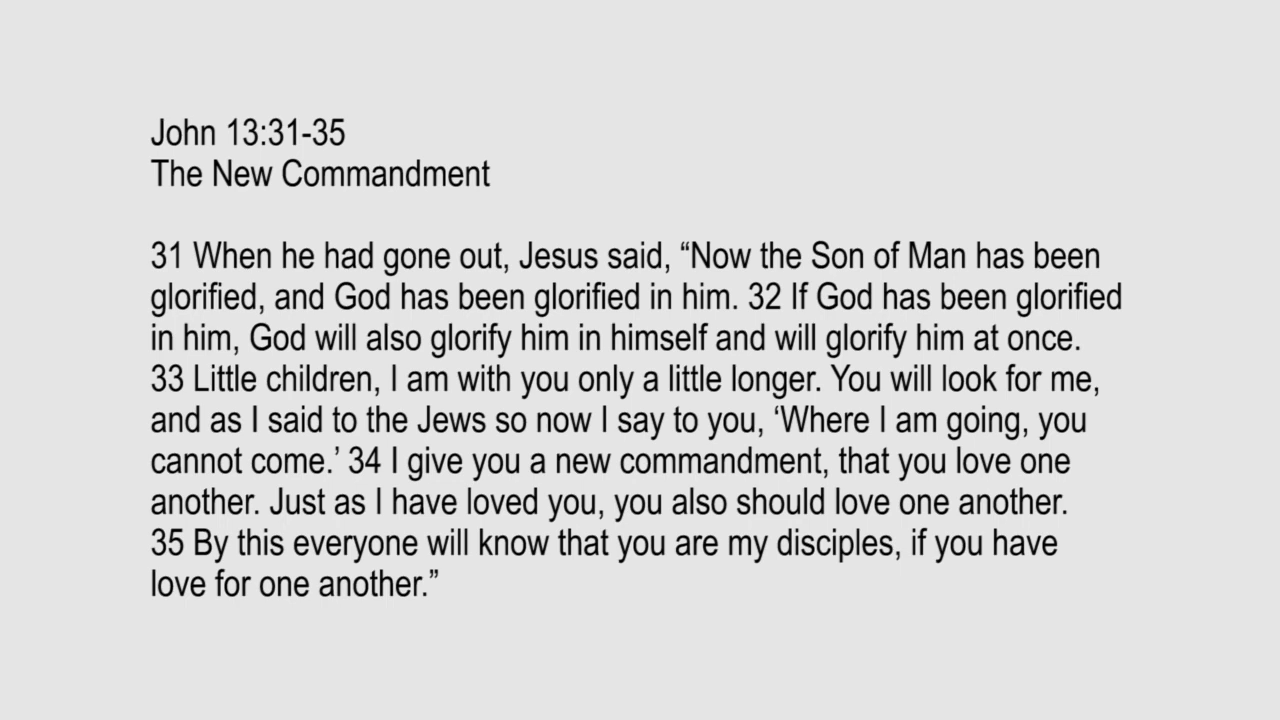 John 13:31-35
The New Commandment
31 When he had gone out, Jesus said, “Now the Son of Man has been
glorified, and God has been glorified in him. 32 If God has been glorified
in him, God will also glorify him in himself and will glorify him at once.
33 Little children, I am with you only a little longer. You will look for me,
and as I said to the Jews so now I say to you, ‘Where I am going, you
cannot come.’ 34 I give you a new commandment, that you love one
another. Just as I have loved you, you also should love one another.
35 By this everyone will know that you are my disciples, if you have
love for one another.”